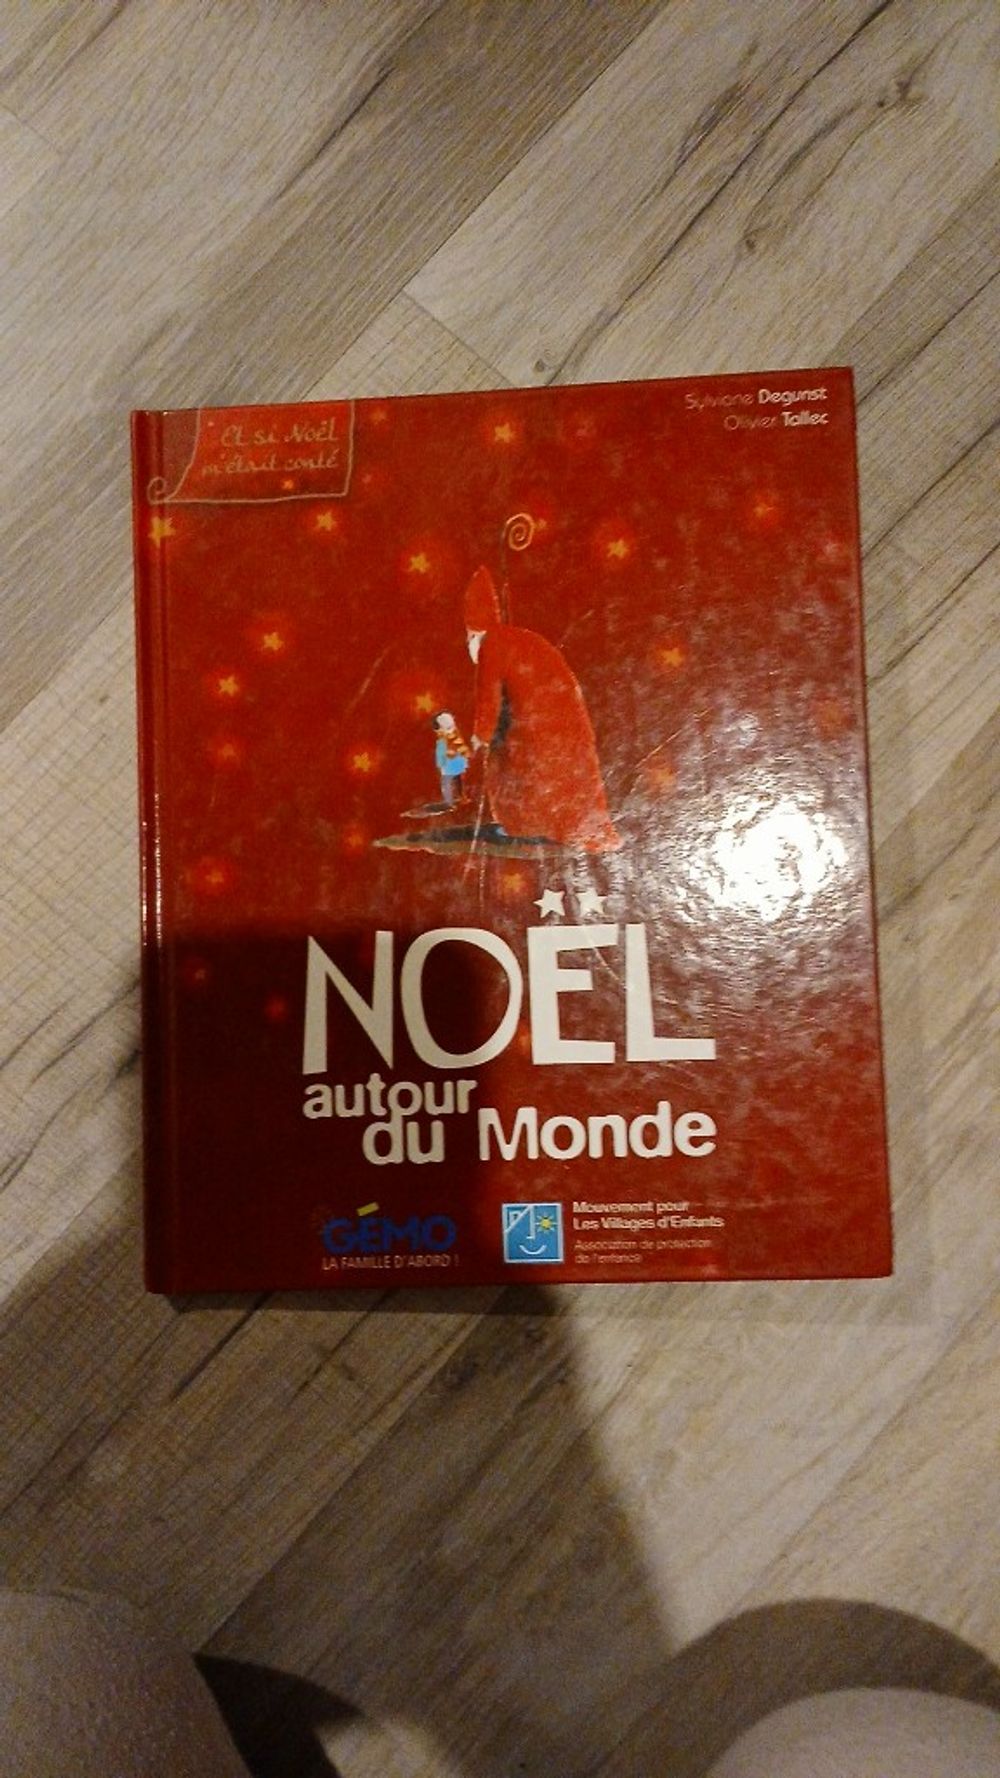 Sylviane Degunst
Olivier Tallec
Et si Noël
m'était conté
NOËL
autour
du Monde
GÉMO
LA FAMILLE D'ABORD !
Mouvement pour
Les Villages d'Enfants
Association de protection
de l'enfance